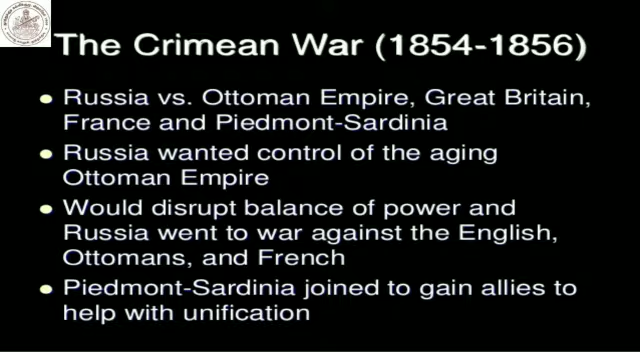 The Crimean War (1854-1856)
Russia vs. Ottoman Empire, Great Britain,
France and Piedmont-Sardinia
Russia wanted control of the aging
Ottoman Empire
Would disrupt balance of power and
Russia went to war against the English,
Ottomans, and French
Piedmont-Sardinia joined to gain allies to
help with unification